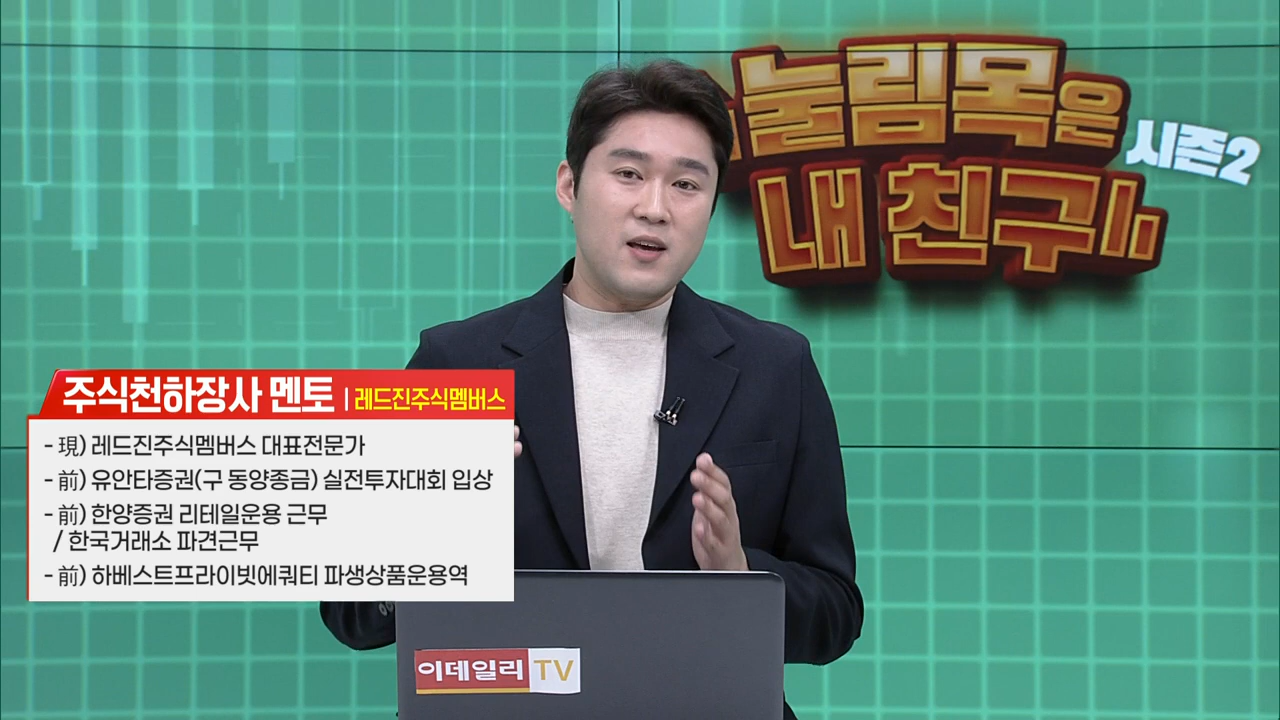 눌림목은
내 친구
시즌2
주식천하장사 멘토 | 레드진주식멤버스
- 現) 레드진주식멤버스 대표전문가
- 前) 유안타증권(구 동양종금) 실전투자대회 입상
- 前) 한양증권 리테일운용 근무
/ 한국거래소 파견근무
- 前) 하베스트프라이빗에쿼티 파생상품운용역
이데일리 TV